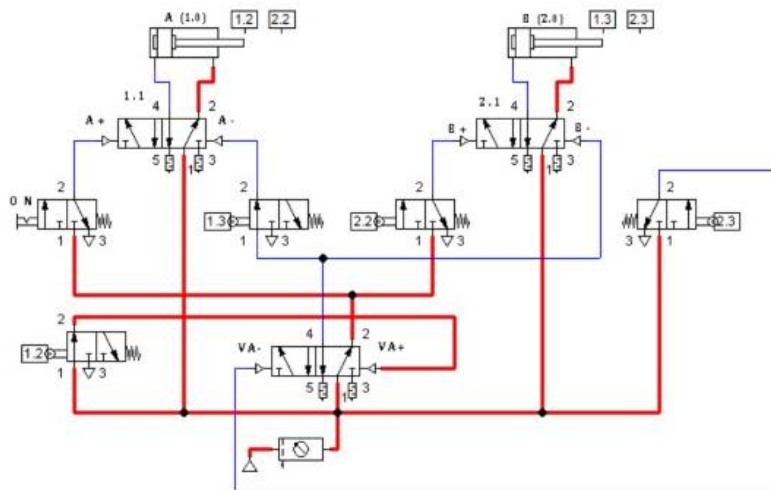 A (1.0) 1.2 2.2
E (2.0) 1.3 2.3
1.1 4 2
A+ A-
5 1 3
2.1 4 2
E+ E-
5 1 3
ON 2
1 3
2
1.3
1 3
2
2.2
1 3
2
2.3
3 1
2
1.2
1 3
4 2
VA- VA+
5 1 3